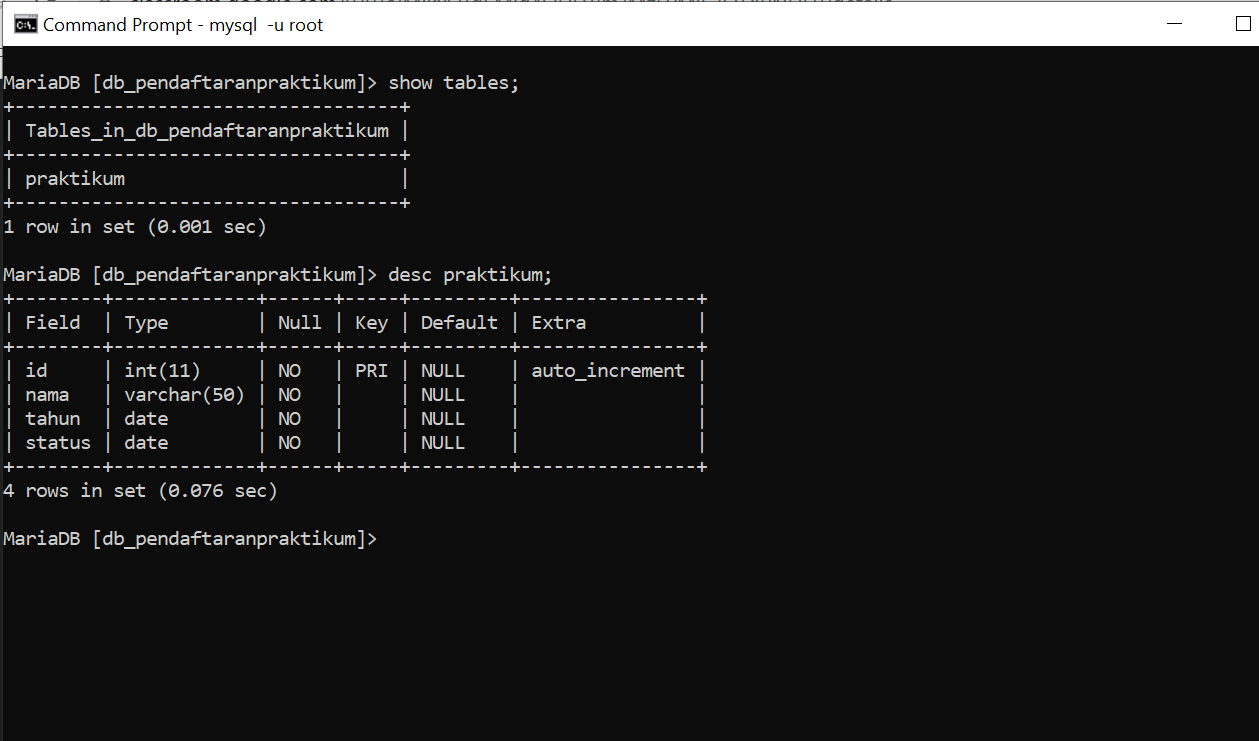 Command Prompt - mysql  -u root
MariaDB [db_pendaftaranpraktikum]> show tables;
+-----------------------------------+
| Tables_in_db_pendaftaranpraktikum |
+-----------------------------------+
| praktikum                         |
+-----------------------------------+
1 row in set (0.001 sec)
MariaDB [db_pendaftaranpraktikum]> desc praktikum;
+--------+-------------+------+-----+---------+----------------+
| Field  | Type        | Null | Key | Default | Extra          |
+--------+-------------+------+-----+---------+----------------+
| id     | int(11)     | NO   | PRI | NULL    | auto_increment |
| nama   | varchar(50) | NO   |     | NULL    |                |
| tahun  | date        | NO   |     | NULL    |                |
| status | date        | NO   |     | NULL    |                |
+--------+-------------+------+-----+---------+----------------+
4 rows in set (0.076 sec)
MariaDB [db_pendaftaranpraktikum]>